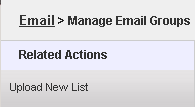 Email > Manage Email Groups
Related Actions
Upload New List